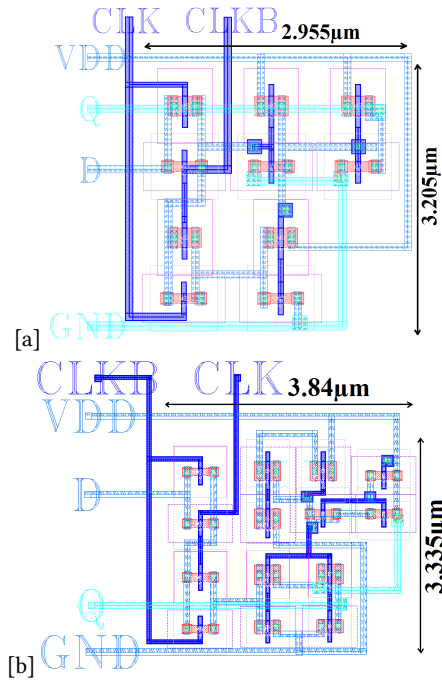 CLK CLKB
2.955μm
VDD
Q
D
3.205μm
GND
[a]
CLKB CLK
3.84μm
VDD
D
3.335μm
Q
GND
[b]